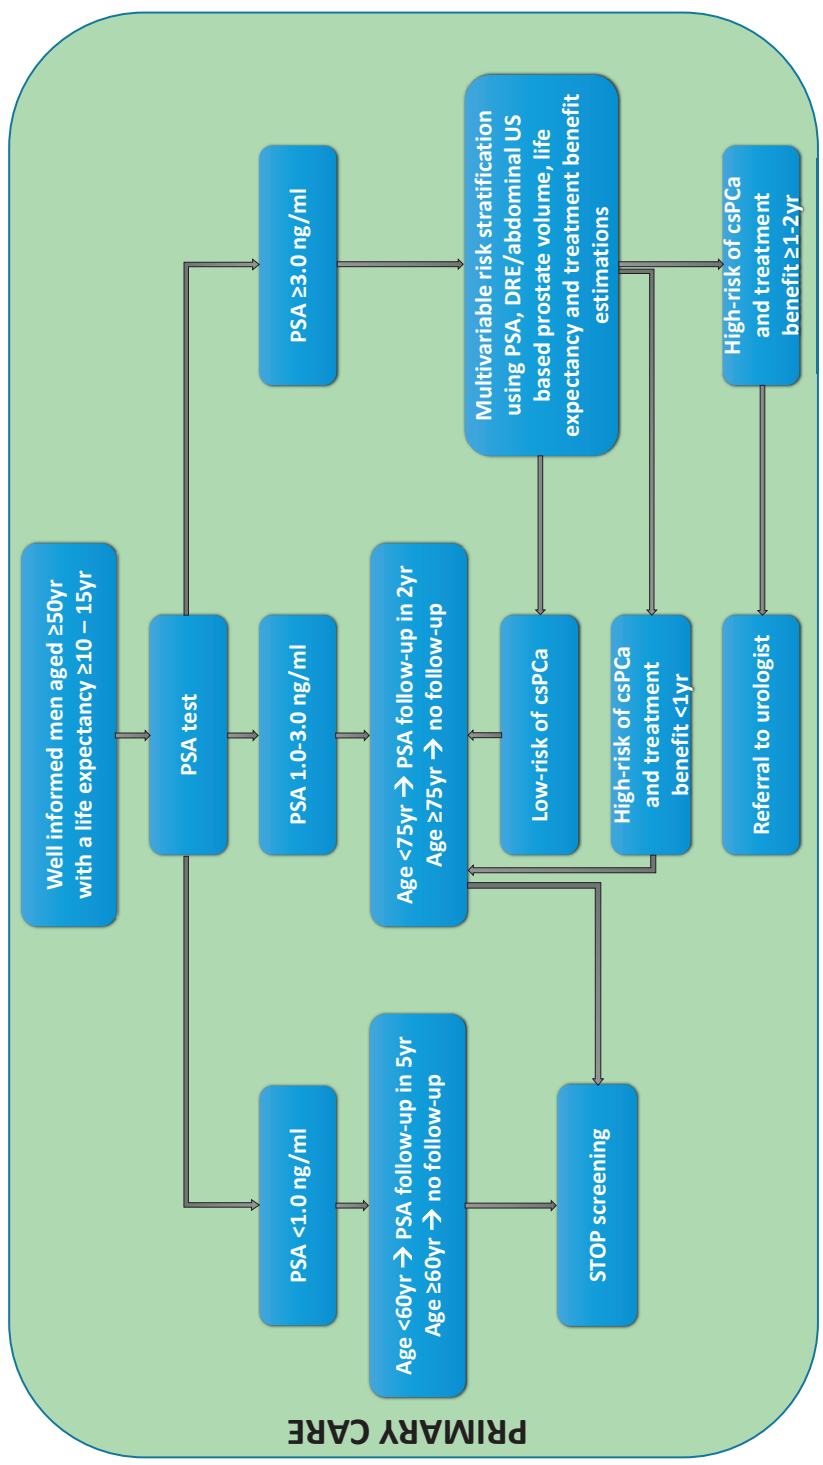 PRIMARY CARE
Well informed men aged ≥50yr
with a life expectancy ≥10 – 15yr
PSA test
PSA <1.0 ng/ml
PSA 1.0-3.0 ng/ml
PSA ≥3.0 ng/ml
Age <60yr → PSA follow-up in 5yr
Age ≥60yr → no follow-up
Age <75yr → PSA follow-up in 2yr
Age ≥75yr → no follow-up
Multivariable risk stratification
using PSA, DRE/abdominal US
based prostate volume, life
expectancy and treatment benefit
estimations
STOP screening
Low-risk of csPCa
High-risk of csPCa
and treatment
benefit <1yr
Referral to urologist
High-risk of csPCa
and treatment
benefit ≥1-2yr